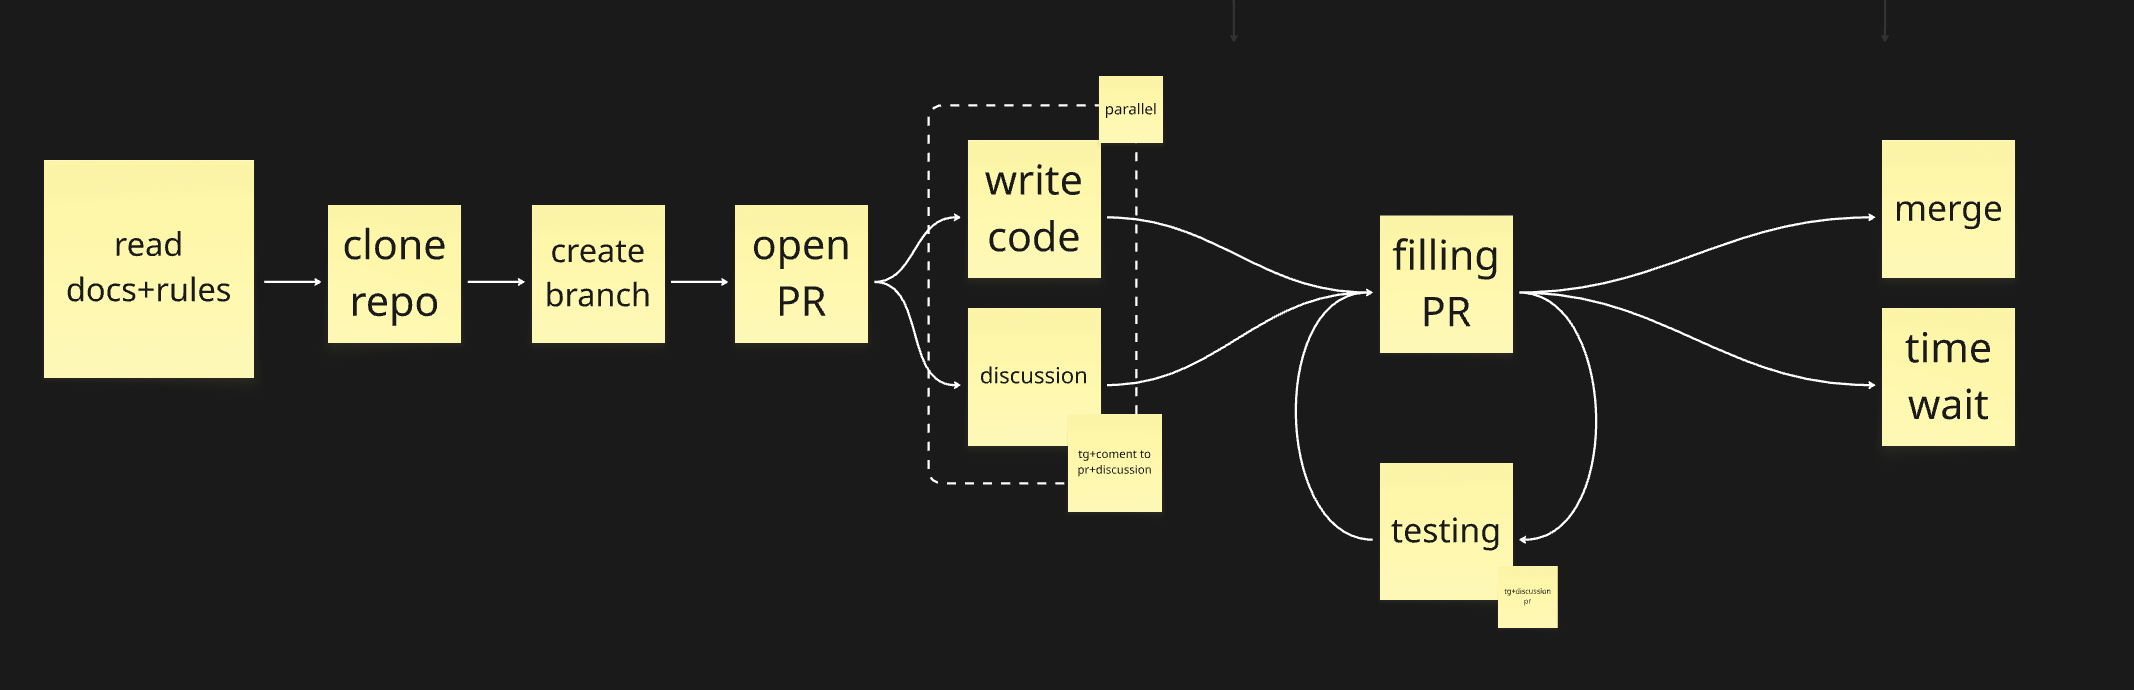 read
docs+rules
clone
repo
create
branch
open
PR
parallel
write
code
discussion
tg+coment to
pr+discussion
filling
PR
testing
tg+discussion
pr
merge
time
wait